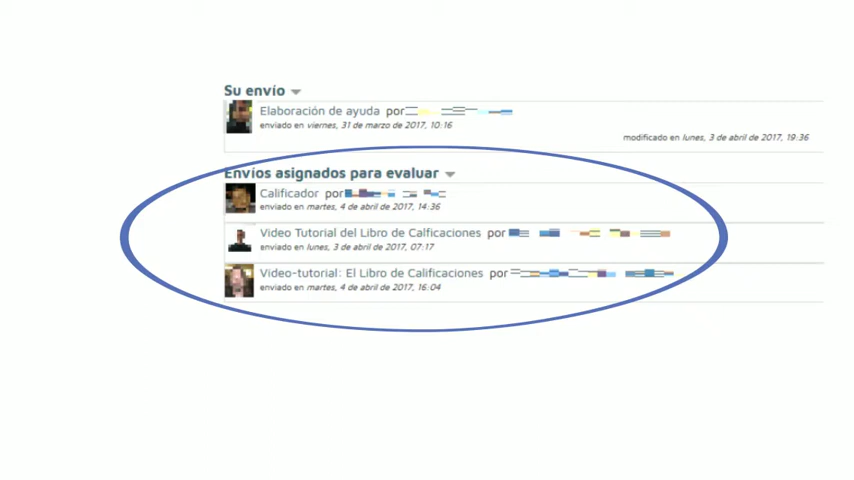 Su envío
Elaboración de ayuda por
enviado en viernes, 31 de marzo de 2017, 10:16
modificado en lunes, 3 de abril de 2017, 19:36
Envíos asignados para evaluar
Calificador por
enviado en martes, 4 de abril de 2017, 14:36
Video Tutorial del Libro de Calficaciones por
enviado en lunes, 3 de abril de 2017, 07:17
Video-tutorial: El Libro de Calificaciones por
enviado en martes, 4 de abril de 2017, 16:04